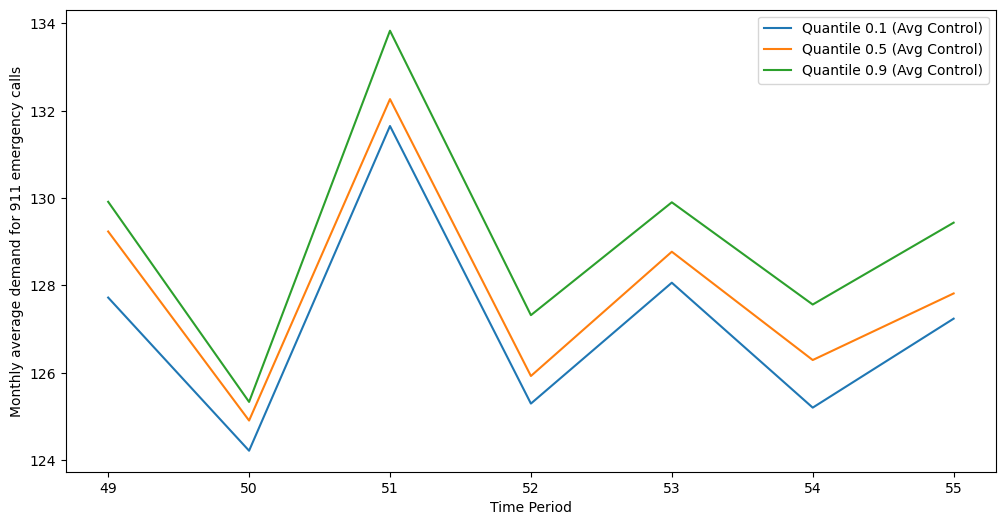 134
132
130
128
126
124
Monthly average demand for 911 emergency calls
Quantile 0.1 (Avg Control)
Quantile 0.5 (Avg Control)
Quantile 0.9 (Avg Control)
49 50 51 52 53 54 55
Time Period